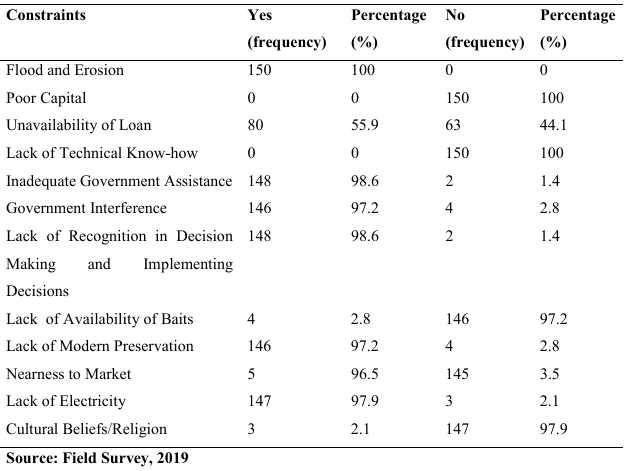 Constraints Yes Percentage No Percentage
(frequency) (%) (frequency) (%)
Flood and Erosion 150 100 0 0
Poor Capital 0 0 150 100
Unavailability of Loan 80 55.9 63 44.1
Lack of Technical Know-how 0 0 150 100
Inadequate Government Assistance 148 98.6 2 1.4
Government Interference 146 97.2 4 2.8
Lack of Recognition in Decision 148 98.6 2 1.4
Making and Implementing
Decisions
Lack of Availability of Baits 4 2.8 146 97.2
Lack of Modern Preservation 146 97.2 4 2.8
Nearness to Market 5 96.5 145 3.5
Lack of Electricity 147 97.9 3 2.1
Cultural Beliefs/Religion 3 2.1 147 97.9
Source: Field Survey, 2019